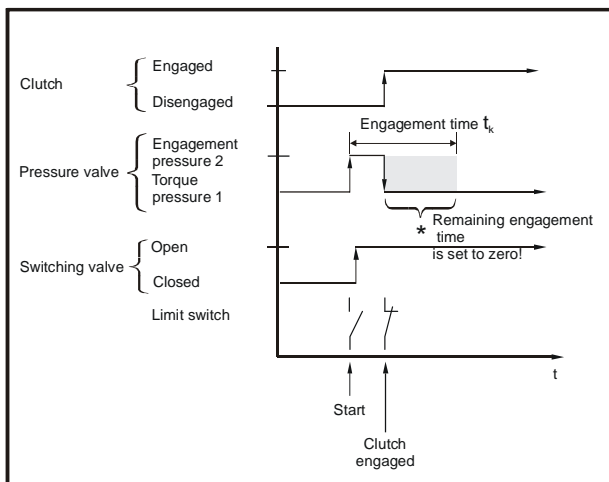 Clutch
Engaged
Disengaged
Engagement time tk
Pressure valve
Engagement
pressure 2
Torque
pressure 1
* Remaining engagement
time
is set to zero!
Switching valve
Open
Closed
Limit switch
t
Start
Clutch
engaged